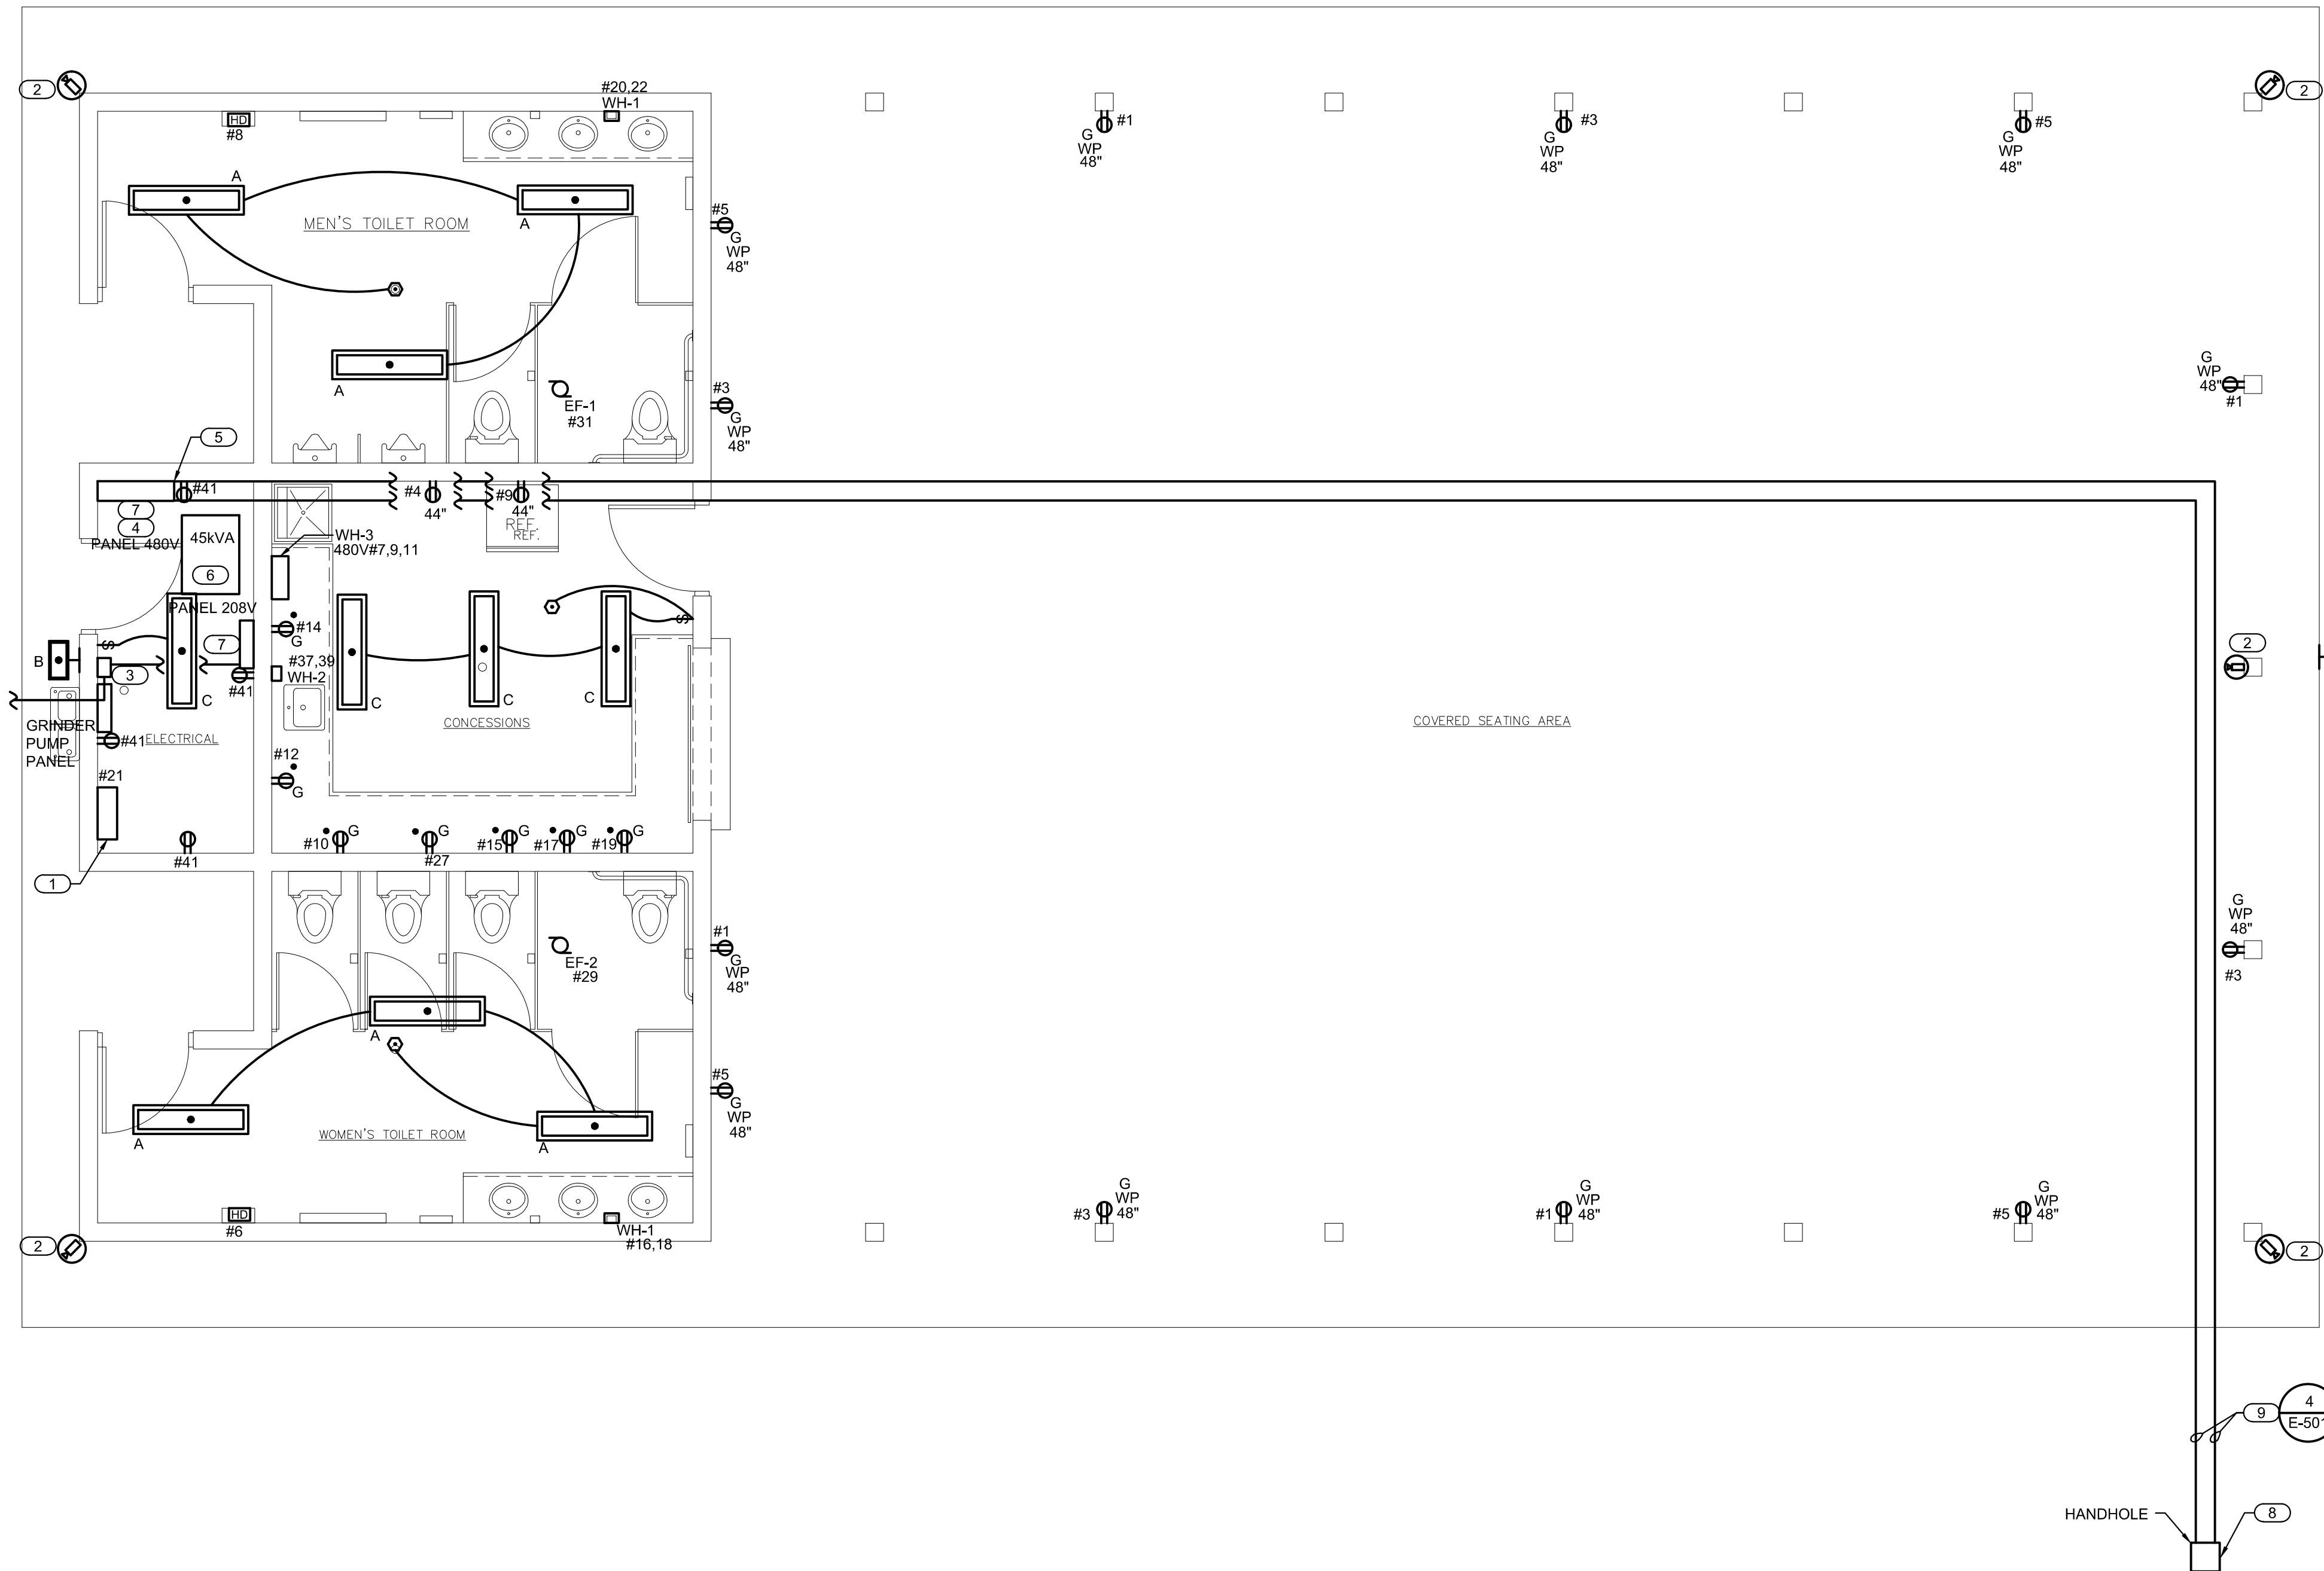 2
2
#20,22
WH-1
HD
#8
#1
G
WP
48"
#3
G
WP
48"
#5
G
WP
48"
A
MEN'S TOILET ROOM
A
#5
G
WP
48"
A
EF-1
#31
#3
G
WP
48"
G
WP
48"
#1
5
#41
#4
44"
#9
44"
REF.
REF.
7
4
PANEL 480V
45kVA
6
WH-3
480V#7,9,11
PANEL 208V
7
#14
G
S
S
B
3
C
#41
#37,39
WH-2
C
C
C
CONCESSIONS
COVERED SEATING AREA
2
GRINDER
PUMP
PANEL
#41
ELECTRICAL
#21
#12
G
#10
G
G
#27
#15
G
#17
G
#19
G
#41
1
EF-2
#29
#1
G
WP
48"
G
WP
48"
#3
A
#5
G
WP
48"
A
WOMEN'S TOILET ROOM
A
HD
#6
WH-1
#16,18
2
#3
G
WP
48"
#1
G
WP
48"
#5
G
WP
48"
2
9
4
E-501
HANDHOLE
8